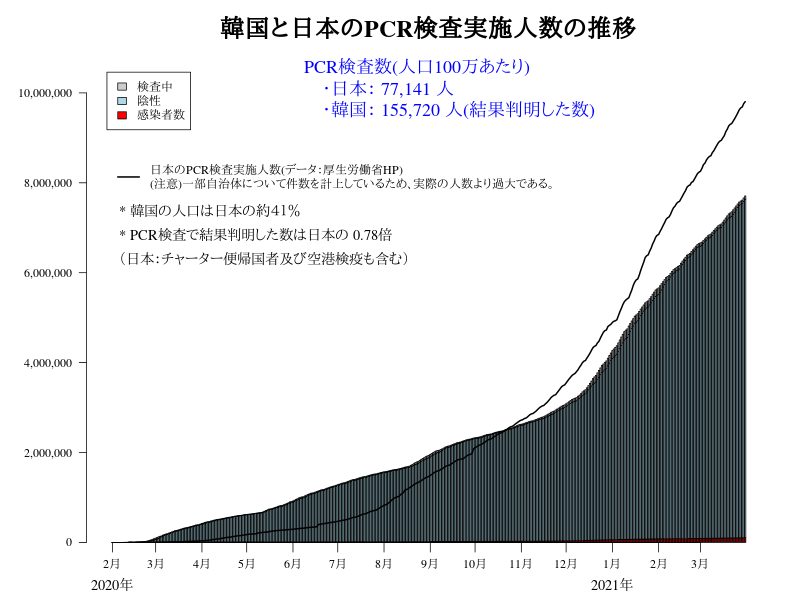 韓国と日本のPCR検査実施人数の推移
PCR検査数(人口100万あたり)
・日本： 77,141 人
・韓国： 155,720 人(結果判明した数)
検査中
陰性
感染者数
日本のPCR検査実施人数(データ：厚生労働省HP)
(注意)一部自治体について件数を計上しているため、実際の人数より過大である。
* 韓国の人口は日本の約41%
* PCR検査で結果判明した数は日本の 0.78倍
（日本：チャーター便帰国者及び空港検疫も含む）
10,000,000
8,000,000
6,000,000
4,000,000
2,000,000
0
2月 3月 4月 5月 6月 7月 8月 9月 10月 11月 12月 1月 2月 3月
2020年 2021年